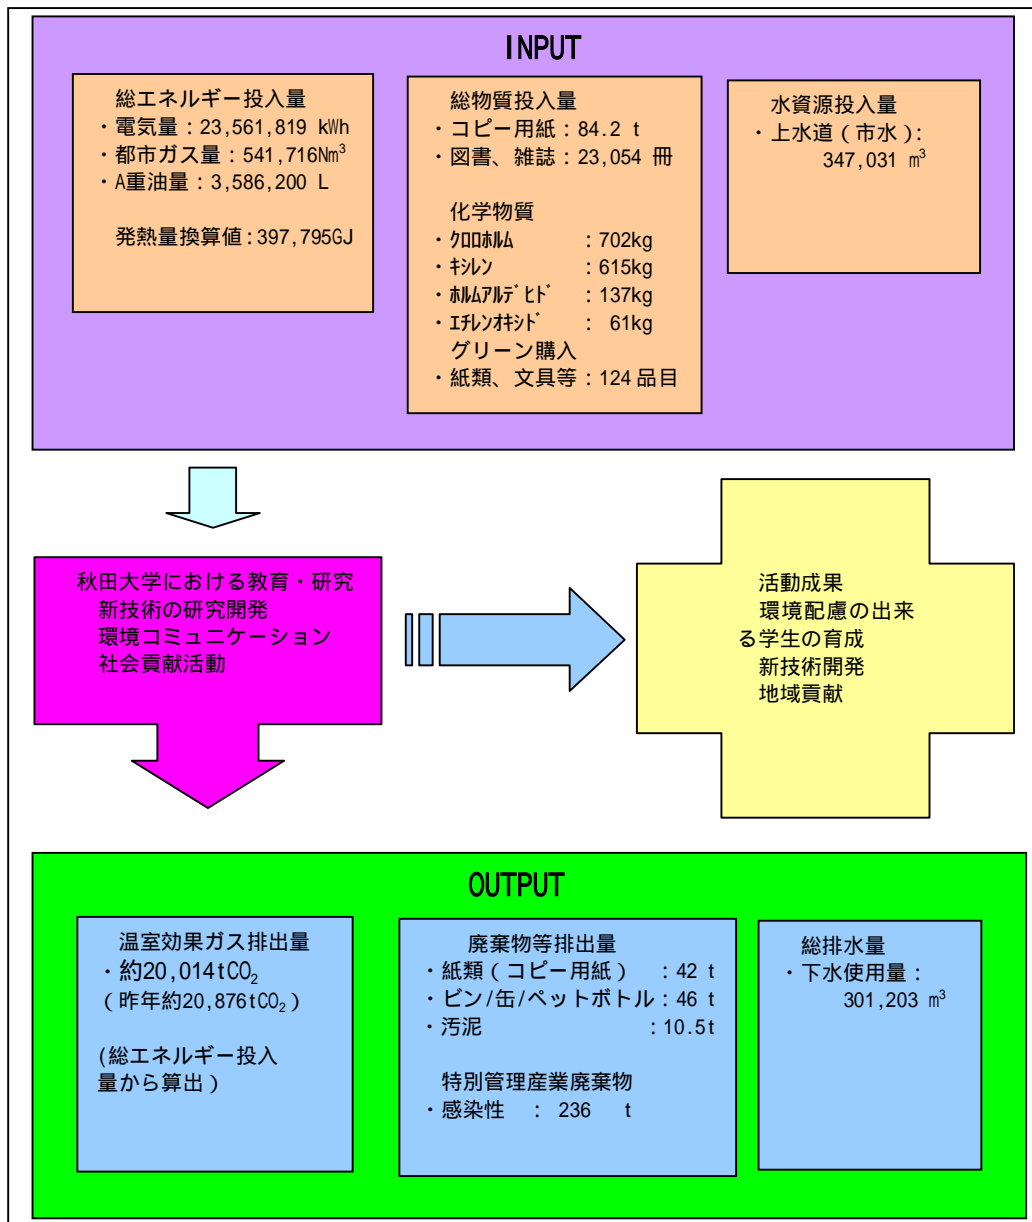 INPUT
総エネルギー投入量
・電気量：23,561,819 kWh
・都市ガス量：541,716Nm³
・A重油量：3,586,200 L
発熱量換算値：397,795GJ
総物質投入量
・コピー用紙：84.2 t
・図書、雑誌：23,054 冊
化学物質
・ｸﾛﾛﾎﾙﾑ ：702kg
・ｷｼﾚﾝ ：615kg
・ﾎﾙﾑｱﾙﾃﾞﾋﾄﾞ ：137kg
・ｴﾁﾚﾝｵｷｼﾄﾞ ： 61kg
グリーン購入
・紙類、文具等：124 品目
水資源投入量
・上水道（市水）：
347,031 m³
秋田大学における教育・研究
新技術の研究開発
環境コミュニケーション
社会貢献活動
活動成果
環境配慮の出来
る学生の育成
新技術開発
地域貢献
OUTPUT
温室効果ガス排出量
・約20,014tCO₂
（昨年約20,876tCO₂）
(総エネルギー投入
量から算出）
廃棄物等排出量
・紙類（コピー用紙） ：42 t
・ビン/缶/ペットボトル：46 t
・汚泥 ：10.5t
特別管理産業廃棄物
・感染性 ： 236 t
総排水量
・下水使用量：
301,203 m³